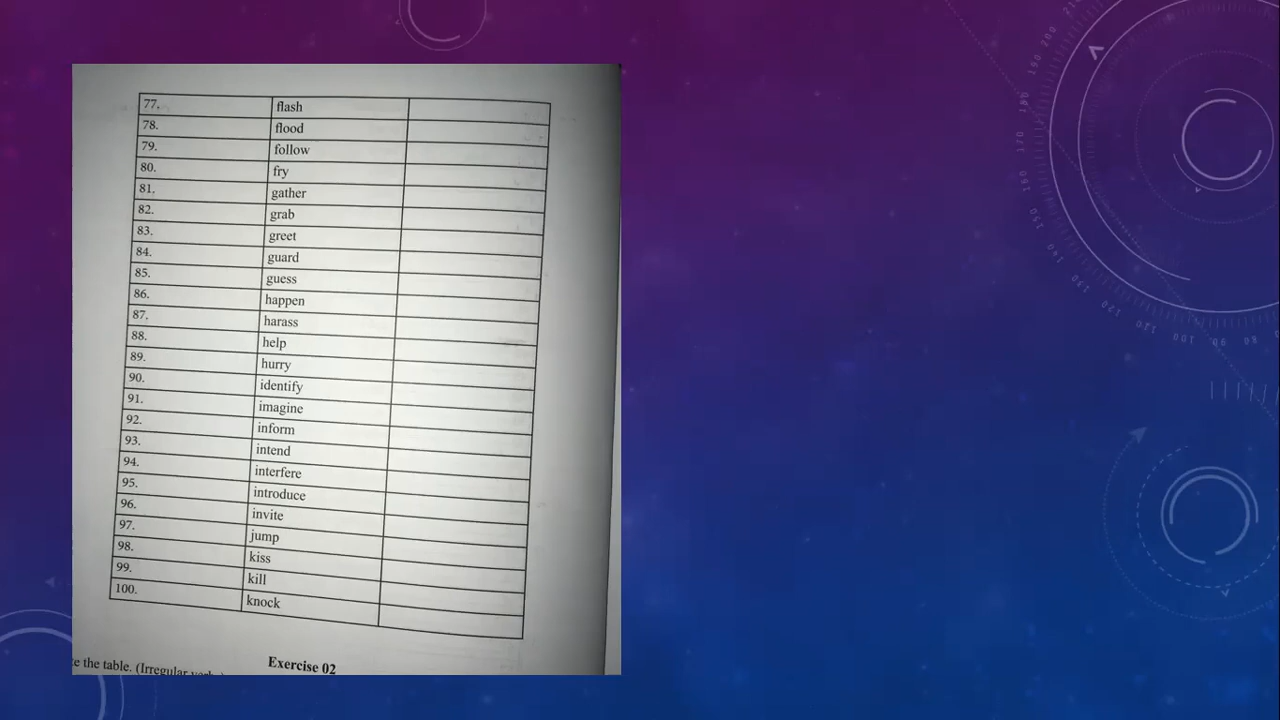 77. flash
78. flood
79. follow
80. fry
81. gather
82. grab
83. greet
84. guard
85. guess
86. happen
87. harass
88. help
89. hurry
90. identify
91. imagine
92. inform
93. intend
94. interfere
95. introduce
96. invite
97. jump
98. kiss
99. kill
100. knock
Exercise 02
the table. (Irregular